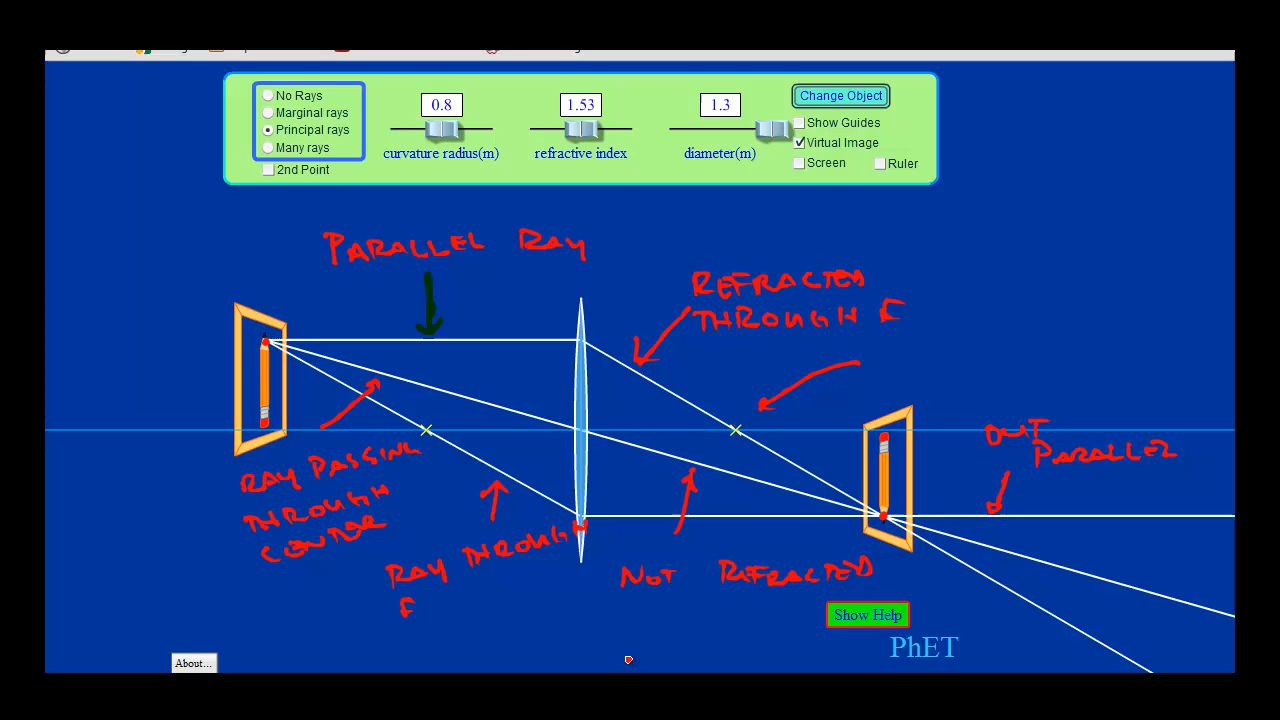 No Rays
Marginal rays
Principal rays
Many rays
2nd Point
0.8
curvature radius(m)
1.53
refractive index
1.3
diameter(m)
Change Object
Show Guides
Virtual Image
Screen
Ruler
PARALLEL RAY
REFRACTED
THROUGH F
RAY PASSING
THROUGH
CENTER
RAY THROUGH
F
NOT REFRACTED
OUT
PARALLEL
Show Help
PhET
About...